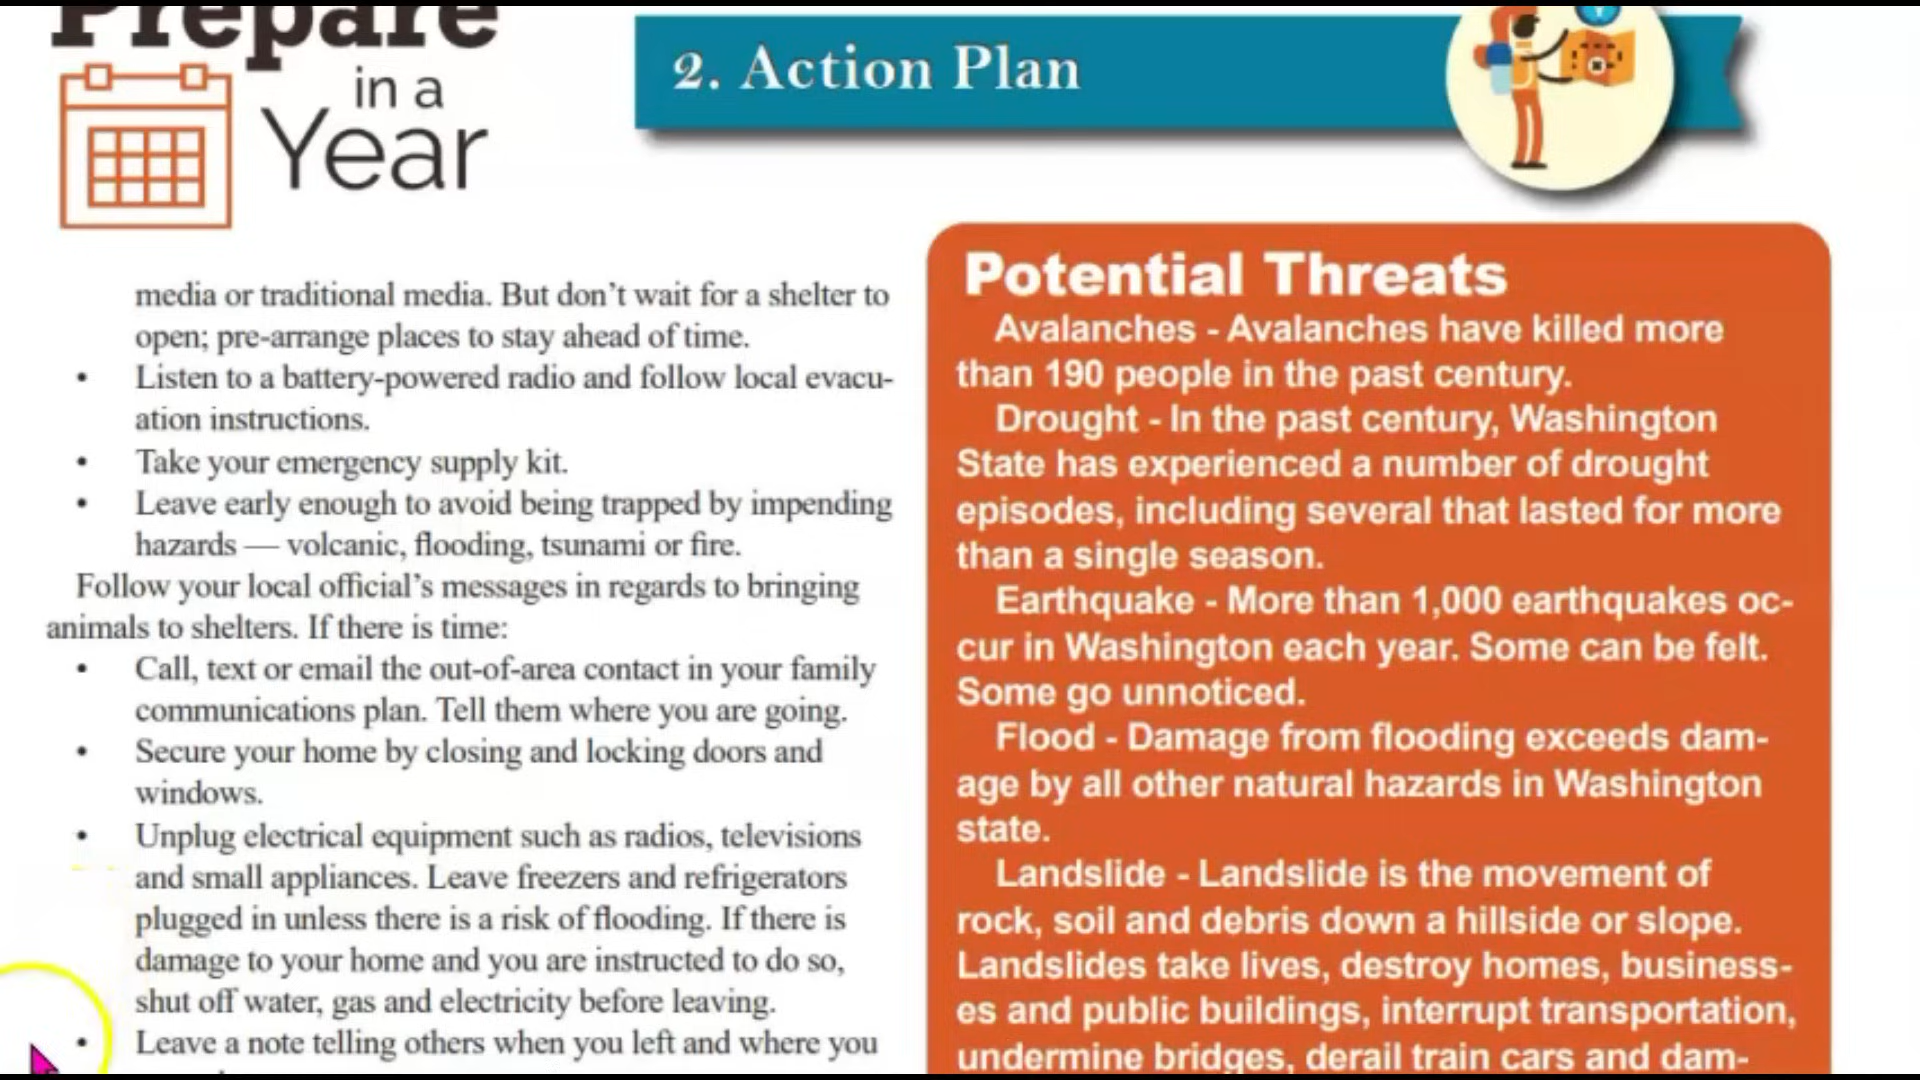 Prepare
in a
Year
2. Action Plan
media or traditional media. But don’t wait for a shelter to
open; pre-arrange places to stay ahead of time.
• Listen to a battery-powered radio and follow local evacu-
ation instructions.
• Take your emergency supply kit.
• Leave early enough to avoid being trapped by impending
hazards — volcanic, flooding, tsunami or fire.
Follow your local official’s messages in regards to bringing
animals to shelters. If there is time:
• Call, text or email the out-of-area contact in your family
communications plan. Tell them where you are going.
• Secure your home by closing and locking doors and
windows.
• Unplug electrical equipment such as radios, televisions
and small appliances. Leave freezers and refrigerators
plugged in unless there is a risk of flooding. If there is
damage to your home and you are instructed to do so,
shut off water, gas and electricity before leaving.
• Leave a note telling others when you left and where you
Potential Threats
Avalanches - Avalanches have killed more
than 190 people in the past century.
Drought - In the past century, Washington
State has experienced a number of drought
episodes, including several that lasted for more
than a single season.
Earthquake - More than 1,000 earthquakes oc-
cur in Washington each year. Some can be felt.
Some go unnoticed.
Flood - Damage from flooding exceeds dam-
age by all other natural hazards in Washington
state.
Landslide - Landslide is the movement of
rock, soil and debris down a hillside or slope.
Landslides take lives, destroy homes, business-
es and public buildings, interrupt transportation,
undermine bridges, derail train cars and dam-